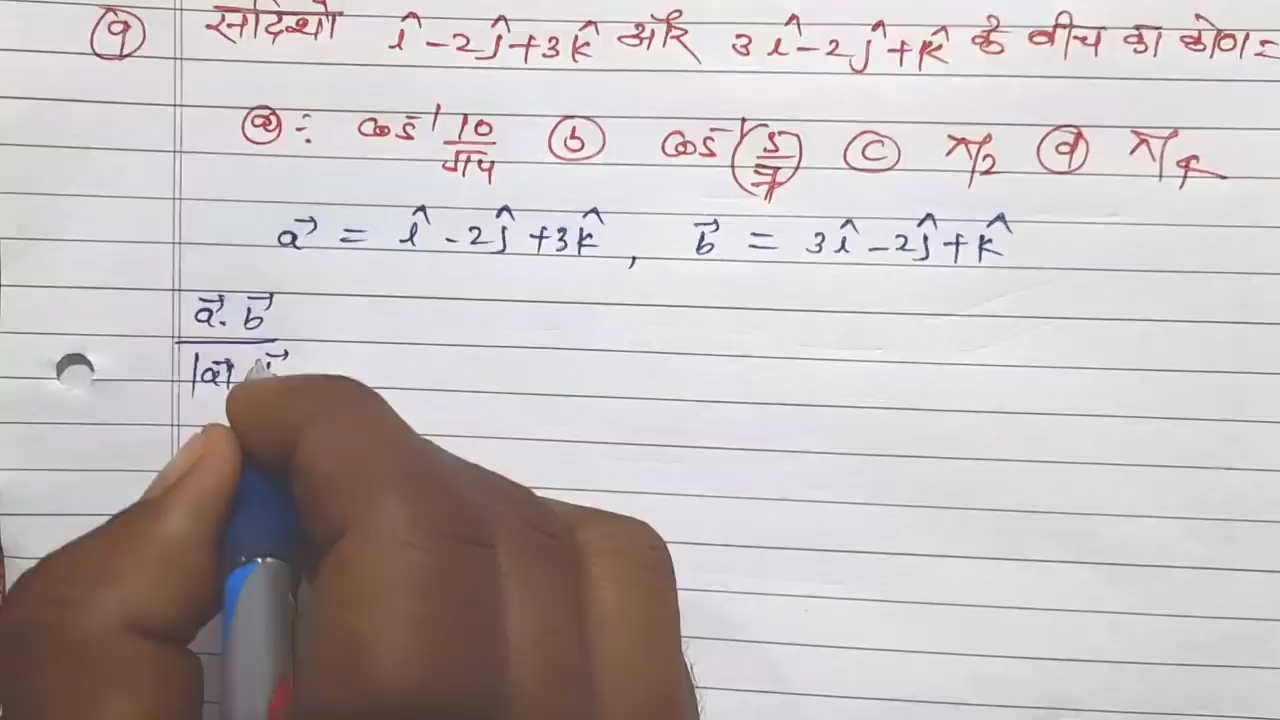 (9) सदिशों î-2ĵ+3k̂ और 3î-2ĵ+k̂ के बीच का कोण=
(a) ÷ cos⁻¹ 10/√14 (b) cos⁻¹(5/7) (c) π/2 (d) π/4
a⃗ = î-2ĵ+3k̂, b⃗ = 3î-2ĵ+k̂
a⃗. b⃗
|a⃗|